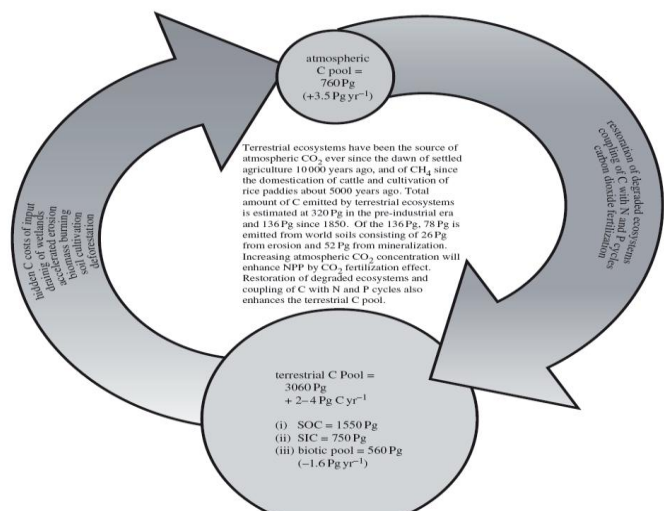 atmospheric
C pool =
760 Pg
(+3.5 Pg yr⁻¹)
Terrestrial ecosystems have been the source of
atmospheric CO₂ ever since the dawn of settled
agriculture 10 000 years ago, and of CH₄ since
the domestication of cattle and cultivation of
rice paddies about 5000 years ago. Total
amount of C emitted by terrestrial ecosystems
is estimated at 320 Pg in the pre-industrial era
and 136 Pg since 1850. Of the 136 Pg, 78 Pg is
emitted from world soils consisting of 26 Pg
from erosion and 52 Pg from mineralization.
Increasing atmospheric CO₂ concentration will
enhance NPP by CO₂ fertilization effect.
Restoration of degraded ecosystems and
coupling of C with N and P cycles also
enhances the terrestrial C pool.
hidden C costs of input
draining of wetlands
accelerated erosion
biomass burning
soil cultivation
deforestation
restoration of degraded ecosystems
coupling of C with N and P cycles
carbon dioxide fertilization
terrestrial C Pool =
3060 Pg
+ 2–4 Pg C yr⁻¹
(i) SOC = 1550 Pg
(ii) SIC = 750 Pg
(iii) biotic pool = 560 Pg
(−1.6 Pg yr⁻¹)